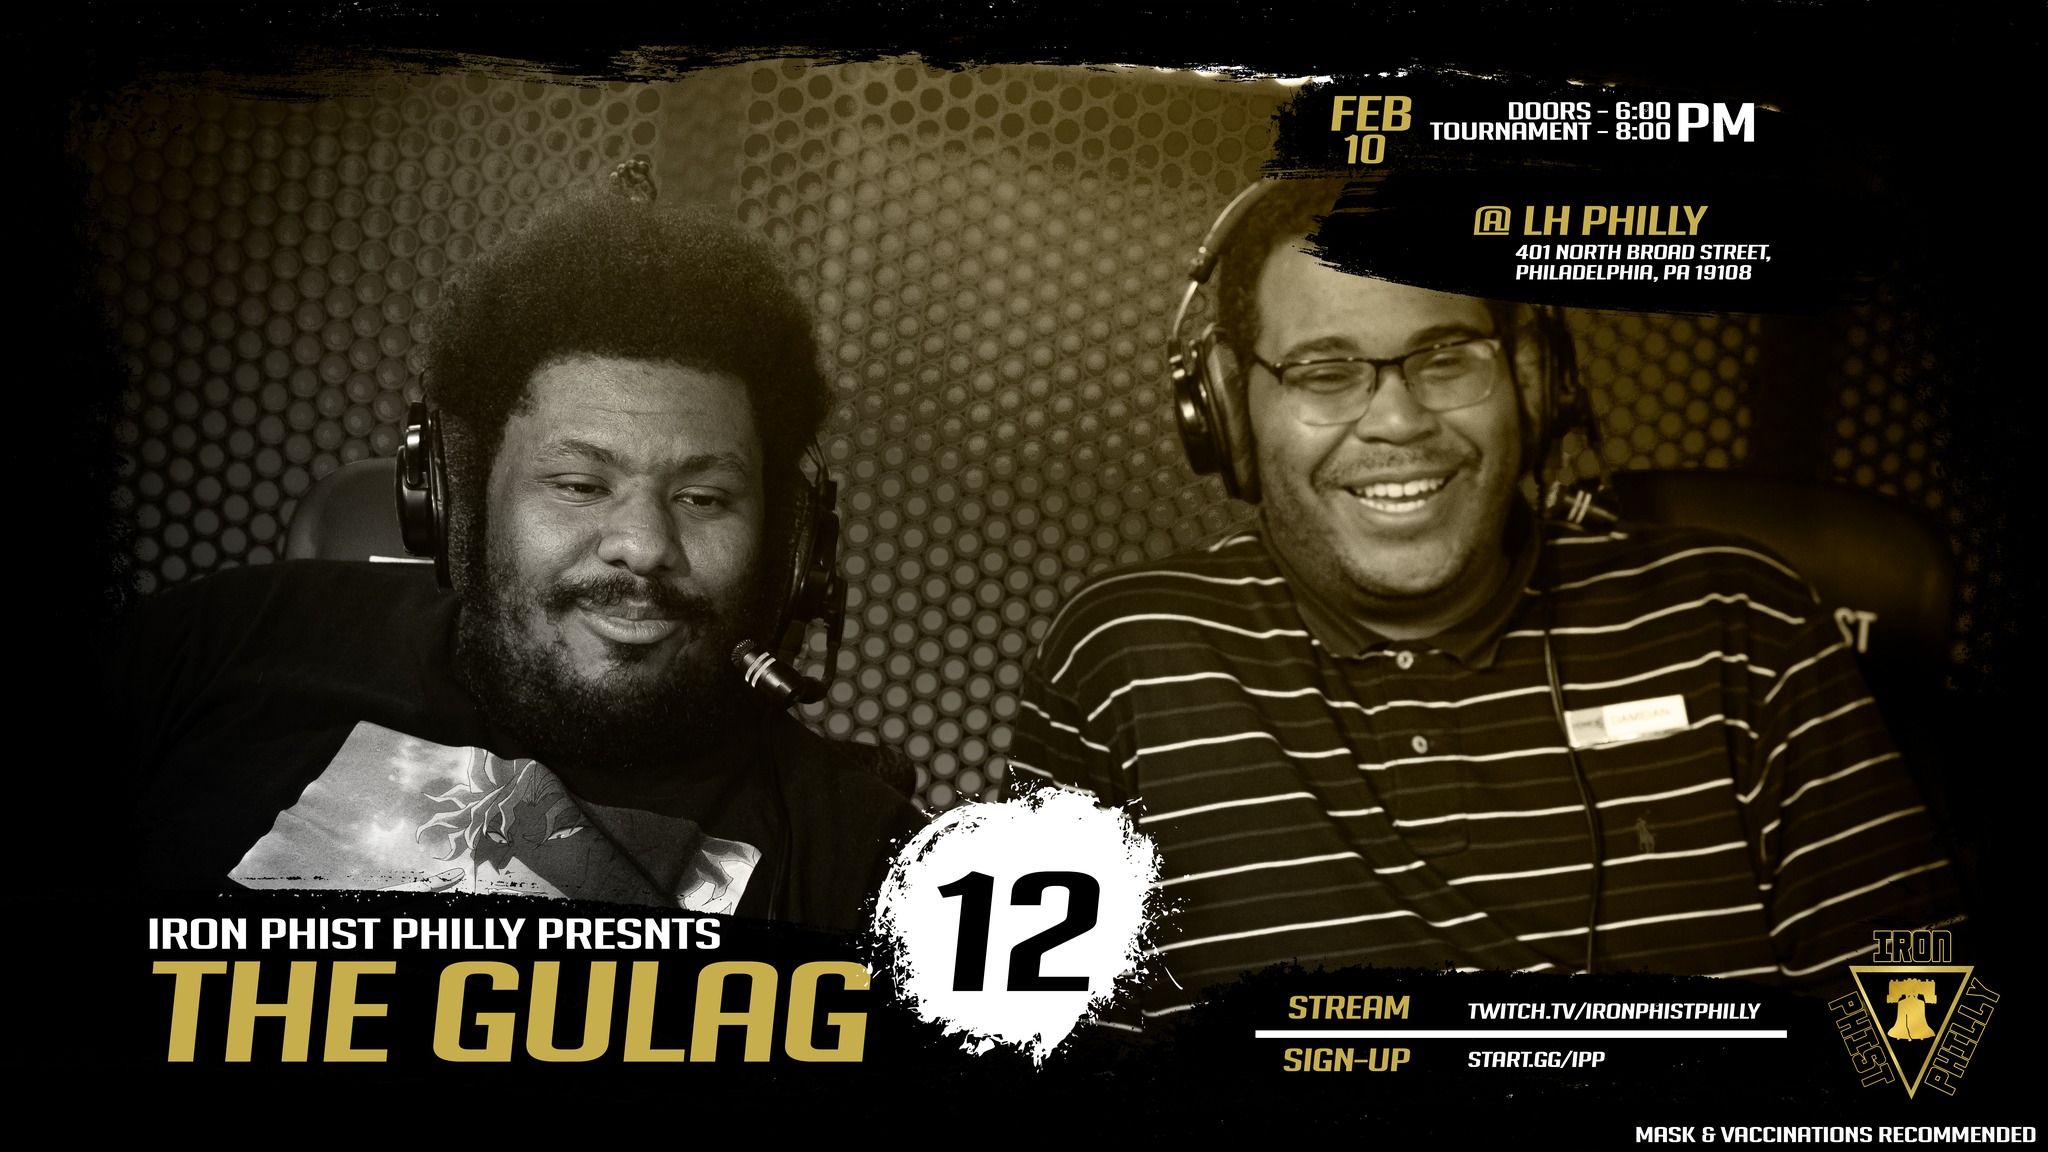 FEB
10
DOORS - 6:00
TOURNAMENT - 8:00
PM
@ LH PHILLY
401 NORTH BROAD STREET,
PHILADELPHIA, PA 19108
ST
DAMEIAN
IRON PHIST PHILLY PRESNTS
THE GULAG
12
STREAM TWITCH.TV/IRONPHISTPHILLY
SIGN-UP START.GG/IPP
IRON
PHIST
PHILLY
MASK & VACCINATIONS RECOMMENDED